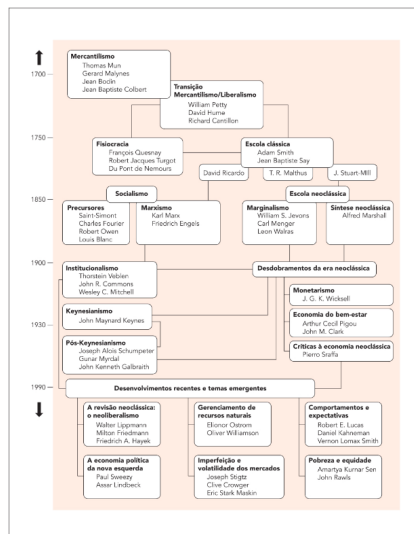 Mercantilismo
Thomas Mun
Gerard Malynes
Jean Bodin
Jean Baptiste Colbert
1700
Transição
Mercantilismo/Liberalismo
William Petty
David Hume
Richard Cantillon
1750
Fisiocracia
François Quesnay
Robert Jacques Turgot
Du Pont de Nemours
Escola clássica
Adam Smith
Jean Baptiste Say
David Ricardo
T. R. Malthus
J. Stuart-Mill
1850
Socialismo
Escola neoclássica
Precursores
Saint-Simont
Charles Fourier
Robert Owen
Louis Blanc
Marxismo
Karl Marx
Friedrich Engels
Marginalismo
William S. Jevons
Carl Menger
Leon Walras
Síntese neoclássica
Alfred Marshall
1900
Institucionalismo
Thorstein Veblen
John R. Commons
Wesley C. Mitchell
Desdobramentos da era neoclássica
Monetarismo
J. G. K. Wicksell
Keynesianismo
John Maynard Keynes
Economia do bem-estar
Arthur Cecil Pigou
John M. Clark
1930
Pós-Keynesianismo
Joseph Alois Schumpeter
Gunar Myrdal
John Kenneth Galbraith
Críticas à economia neoclássica
Pierro Sraffa
1990
Desenvolvimentos recentes e temas emergentes
A revisão neoclássica:
o neoliberalismo
Walter Lippmann
Milton Friedmann
Friedrich A. Hayek
Gerenciamento de
recursos naturais
Elionor Ostrom
Oliver Williamson
Comportamentos e
expectativas
Robert E. Lucas
Daniel Kahneman
Vernon Lomax Smith
A economia política
da nova esquerda
Paul Sweezy
Assar Lindbeck
Imperfeição e
volatilidade dos mercados
Joseph Stigtz
Clive Crowger
Eric Stark Maskin
Pobreza e equidade
Amartya Kumar Sen
John Rawls